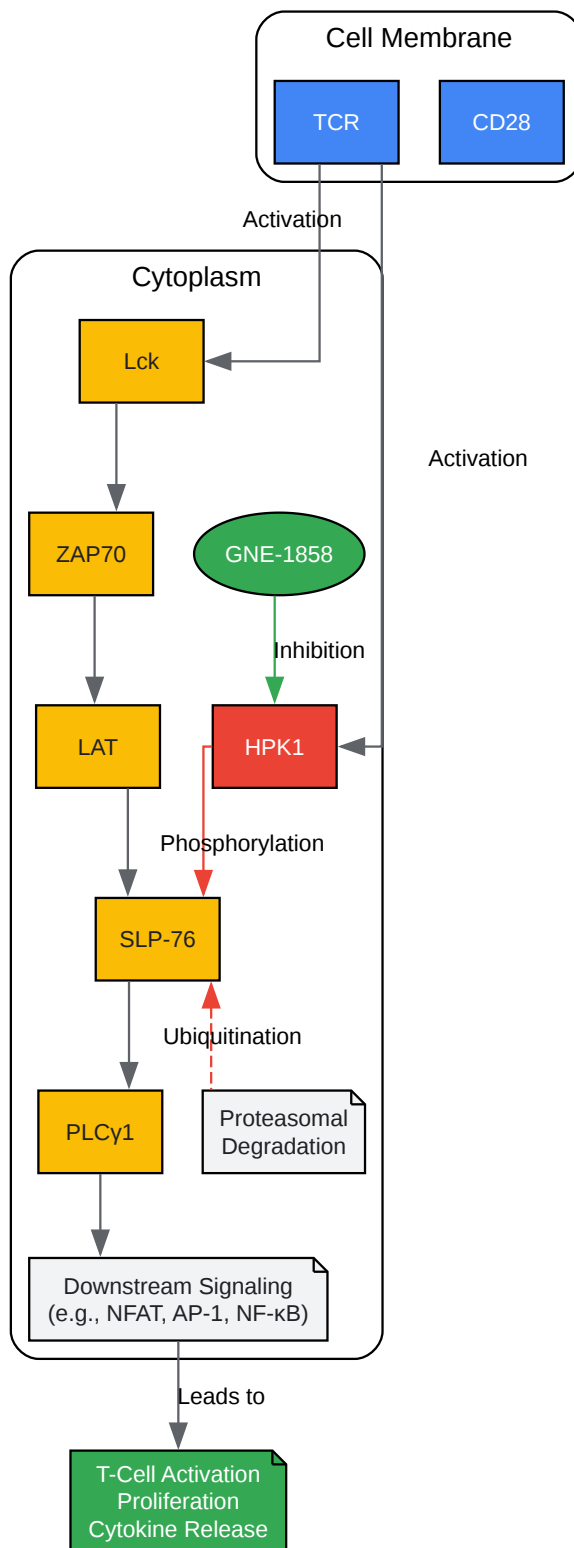 Cell Membrane
TCR
CD28
Activation
Cytoplasm
Lck
Activation
ZAP70
GNE-1858
Inhibition
LAT
HPK1
Phosphorylation
SLP-76
Ubiquitination
PLCγ1
Proteasomal
Degradation
Downstream Signaling
(e.g., NFAT, AP-1, NF-κB)
Leads to
T-Cell Activation
Proliferation
Cytokine Release